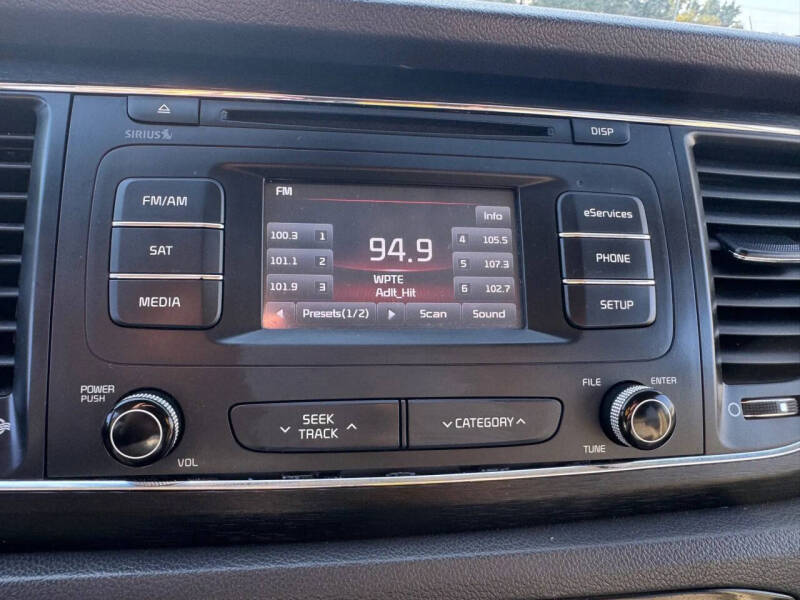 SIRIUS
DISP
FM/AM
SAT
MEDIA
FM
Info
100.3 1
101.1 2
101.9 3
94.9
WPTE
Adlt_Hit
4 105.5
5 107.3
6 102.7
Presets(1/2)
Scan
Sound
eServices
PHONE
SETUP
POWER
PUSH
VOL
SEEK
TRACK
CATEGORY
FILE
ENTER
TUNE